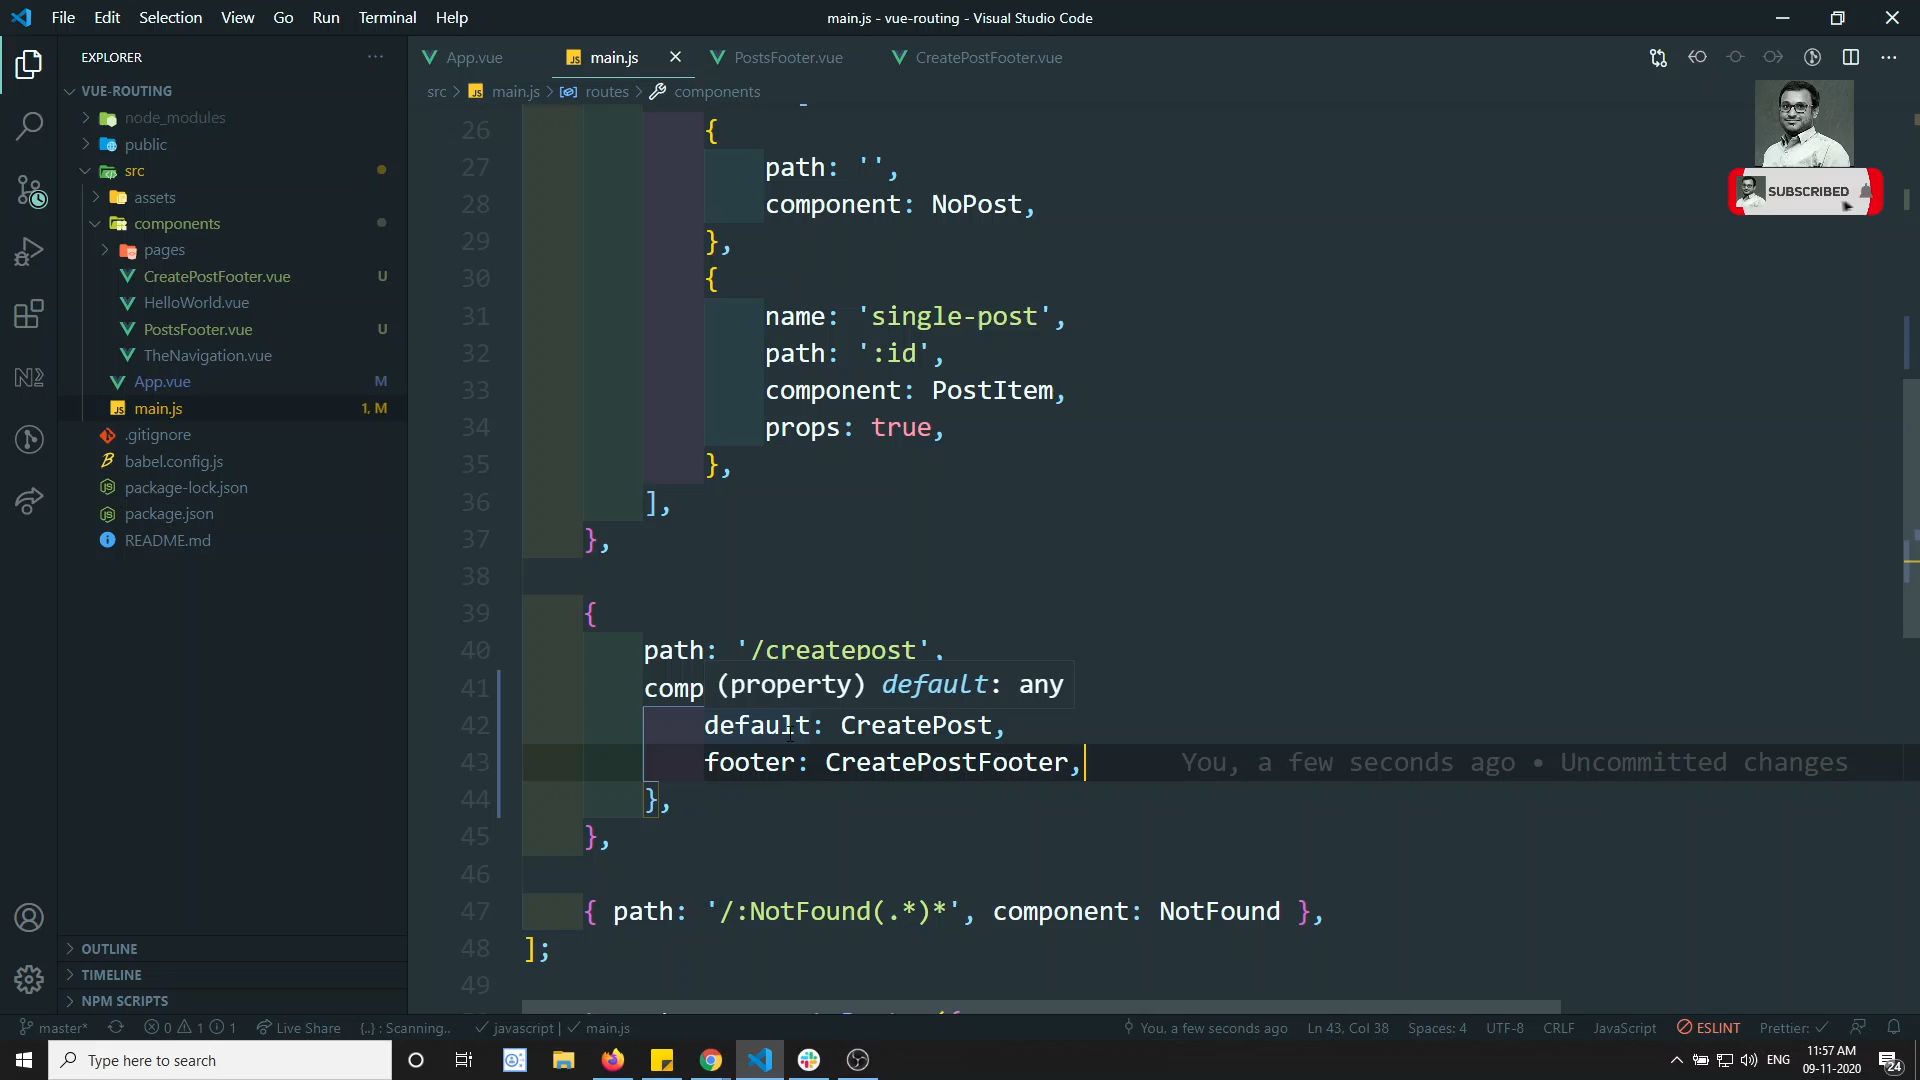 File Edit Selection View Go Run Terminal Help
main.js - vue-routing - Visual Studio Code
EXPLORER
VUE-ROUTING
node_modules
public
src
assets
components
pages
CreatePostFooter.vue U
HelloWorld.vue
PostsFooter.vue U
TheNavigation.vue
App.vue M
main.js 1, M
.gitignore
babel.config.js
package-lock.json
package.json
README.md
OUTLINE
TIMELINE
NPM SCRIPTS
App.vue main.js PostsFooter.vue CreatePostFooter.vue
src > main.js > routes > components
26 {
27 path: '',
28 component: NoPost,
29 },
30 {
31 name: 'single-post',
32 path: ':id',
33 component: PostItem,
34 props: true,
35 },
36 ],
37 },
38
39 {
40 path: '/createpost',
41 comp
(property) default: any
42 default: CreatePost,
43 footer: CreatePostFooter, You, a few seconds ago • Uncommitted changes
44 },
45 },
46
47 { path: '/:NotFound(.*)*', component: NotFound },
48 ];
49
SUBSCRIBED
master* 0 1 1 Live Share {..} : Scanning.. javascript | main.js
You, a few seconds ago Ln 43, Col 38 Spaces: 4 UTF-8 CRLF JavaScript ESLINT Prettier:
Type here to search
ENG
11:57 AM
09-11-2020
24